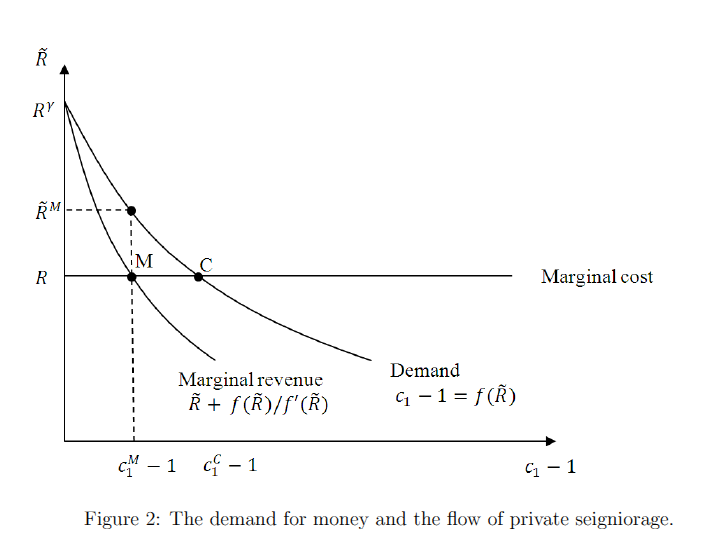 R̃
R^γ
R̃^M
M
C
R
Marginal cost
Demand
c₁ − 1 = f(R̃)
Marginal revenue
R̃ + f(R̃)/f′(R̃)
c₁^M − 1
c₁^C − 1
c₁ − 1
Figure 2: The demand for money and the flow of private seigniorage.